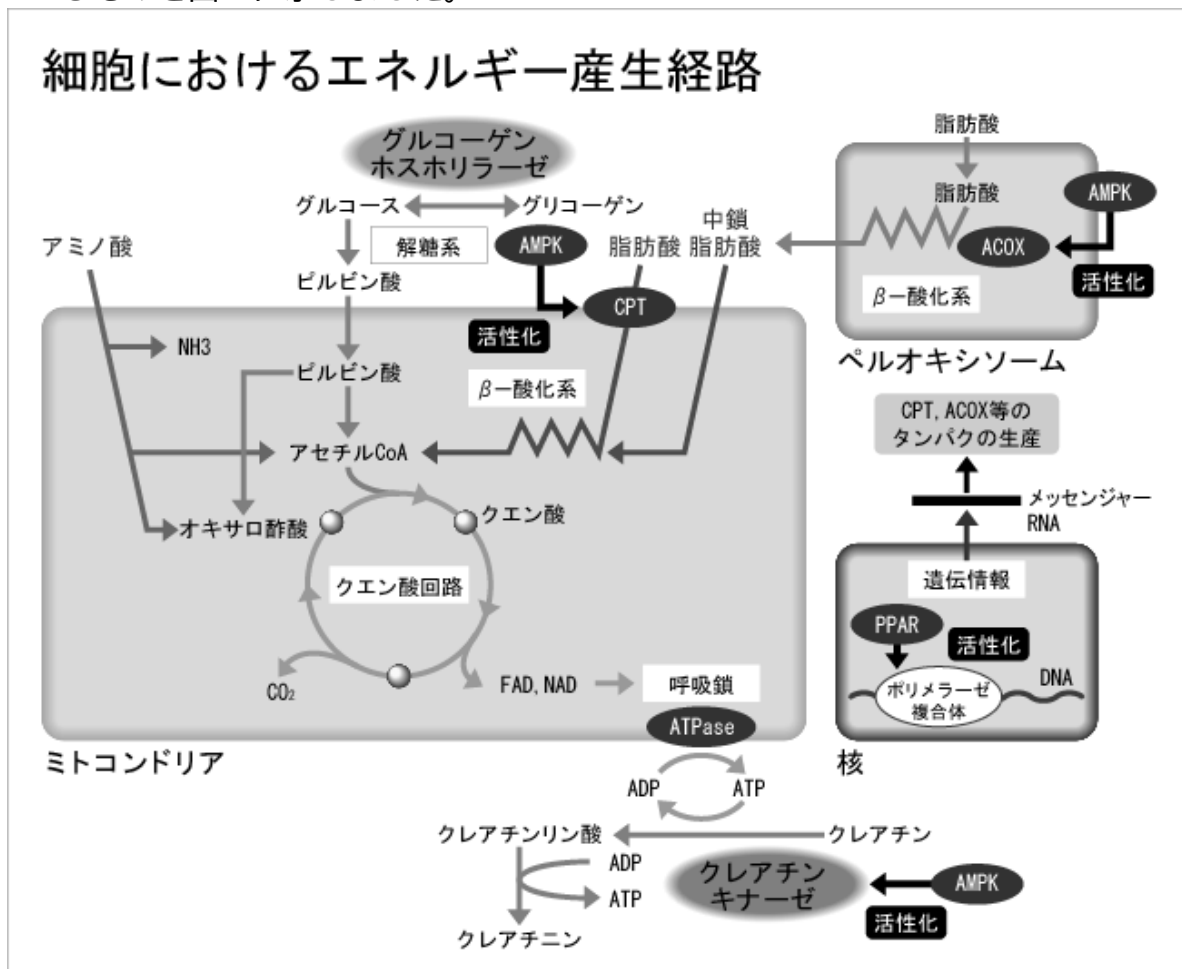 細胞におけるエネルギー産生経路
グルコーゲン
ホスホリラーゼ
グルコース
グリコーゲン
アミノ酸
解糖系
AMPK
脂肪酸
中鎖
脂肪酸
ピルビン酸
CPT
活性化
NH3
ピルビン酸
β－酸化系
アセチルCoA
オキサロ酢酸
クエン酸
クエン酸回路
CO₂
FAD, NAD
呼吸鎖
ATPase
ミトコンドリア
ADP
ATP
クレアチンリン酸
クレアチン
ADP
ATP
クレアチン
キナーゼ
AMPK
活性化
クレアチニン
脂肪酸
脂肪酸
AMPK
ACOX
活性化
β－酸化系
ペルオキシソーム
CPT, ACOX等の
タンパクの生産
メッセンジャー
RNA
遺伝情報
PPAR
活性化
DNA
ポリメラーゼ
複合体
核